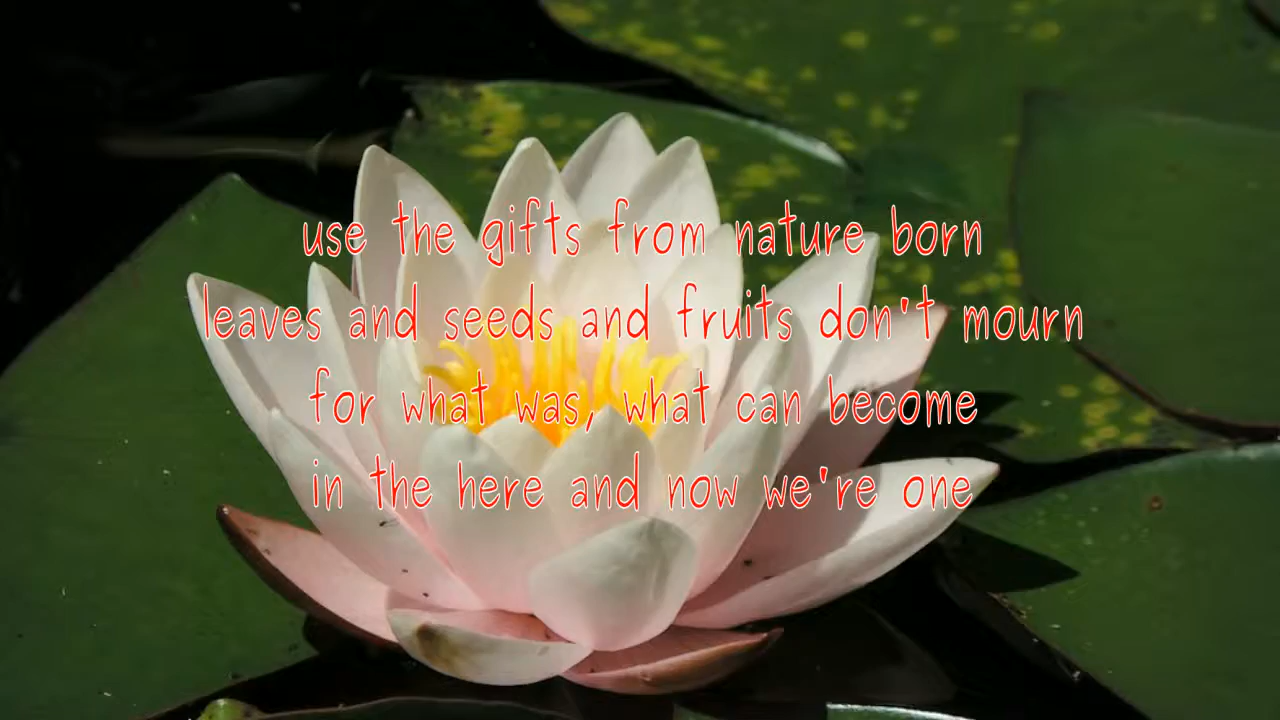 use the gifts from nature born
leaves and seeds and fruits don't mourn
for what was, what can become
in the here and now we're one